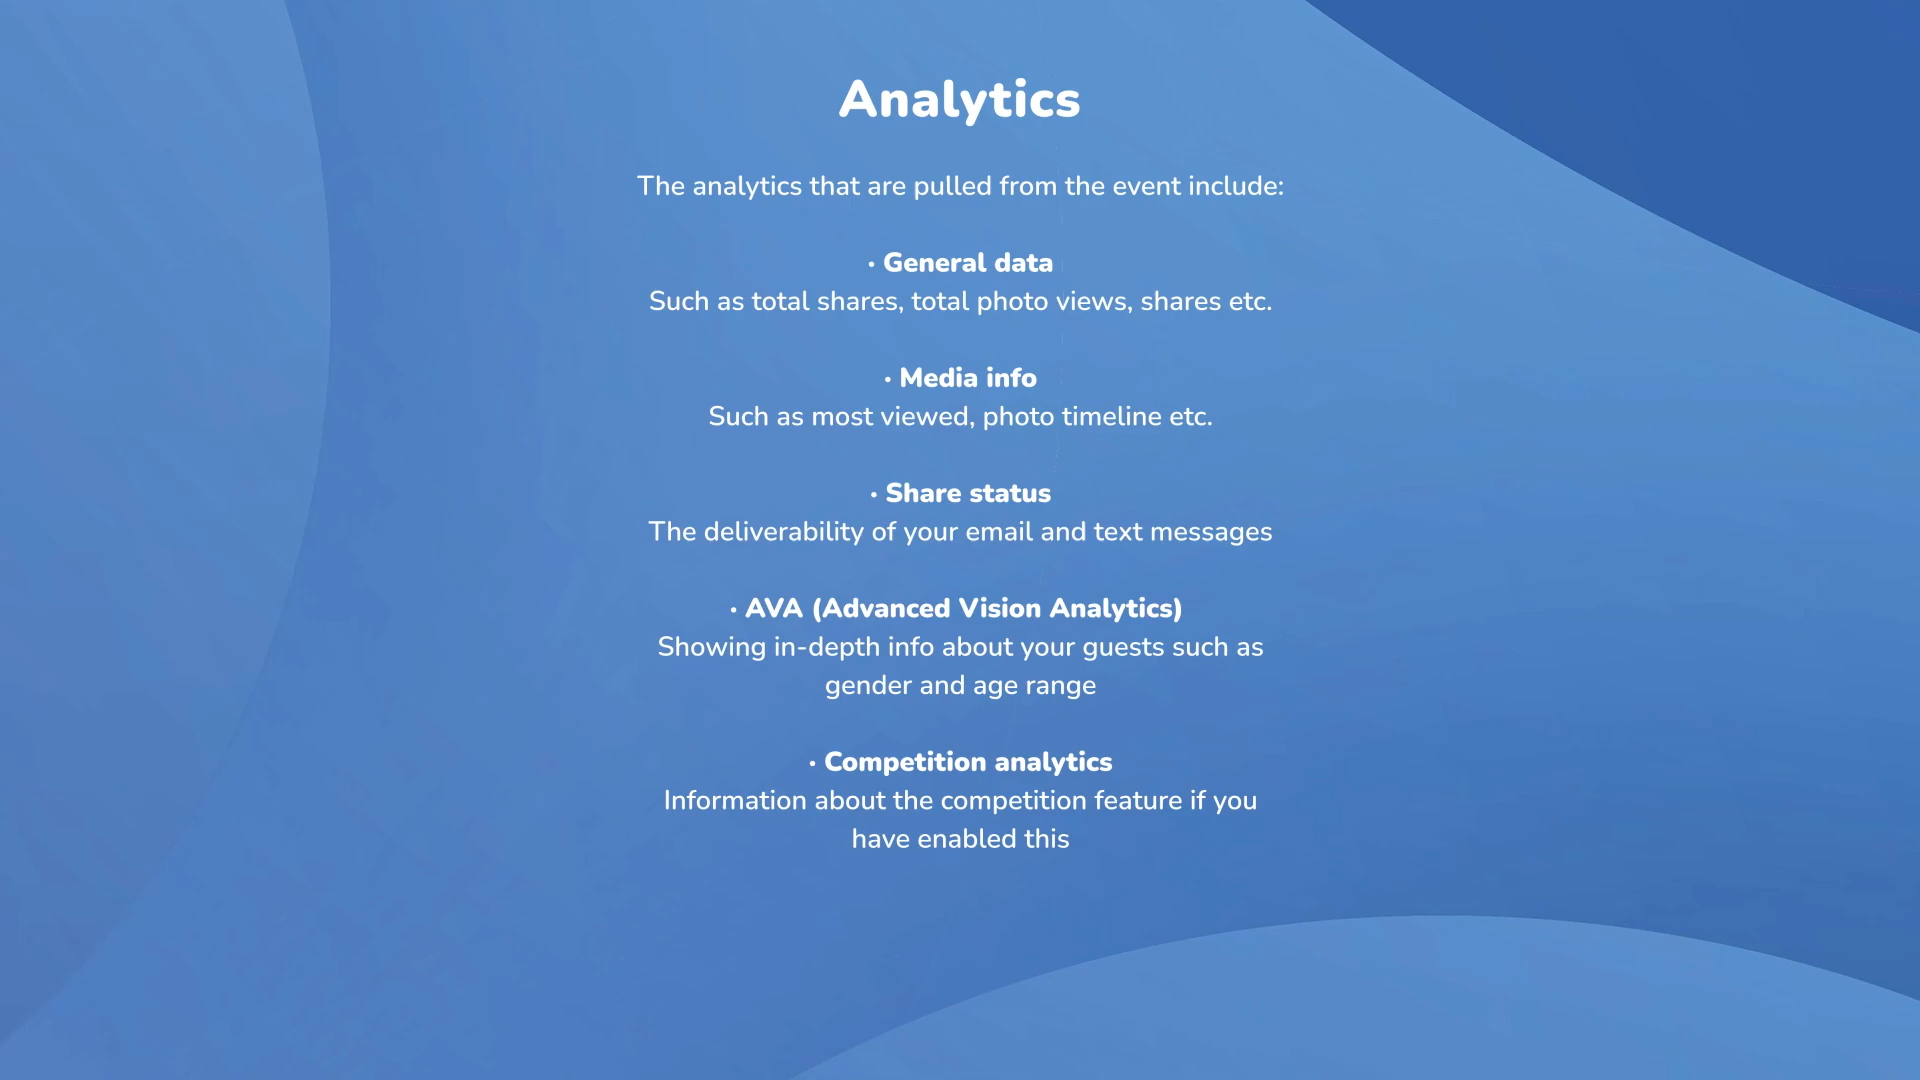 Analytics
The analytics that are pulled from the event include:
• General data
Such as total shares, total photo views, shares etc.
• Media info
Such as most viewed, photo timeline etc.
• Share status
The deliverability of your email and text messages
• AVA (Advanced Vision Analytics)
Showing in-depth info about your guests such as
gender and age range
• Competition analytics
Information about the competition feature if you
have enabled this